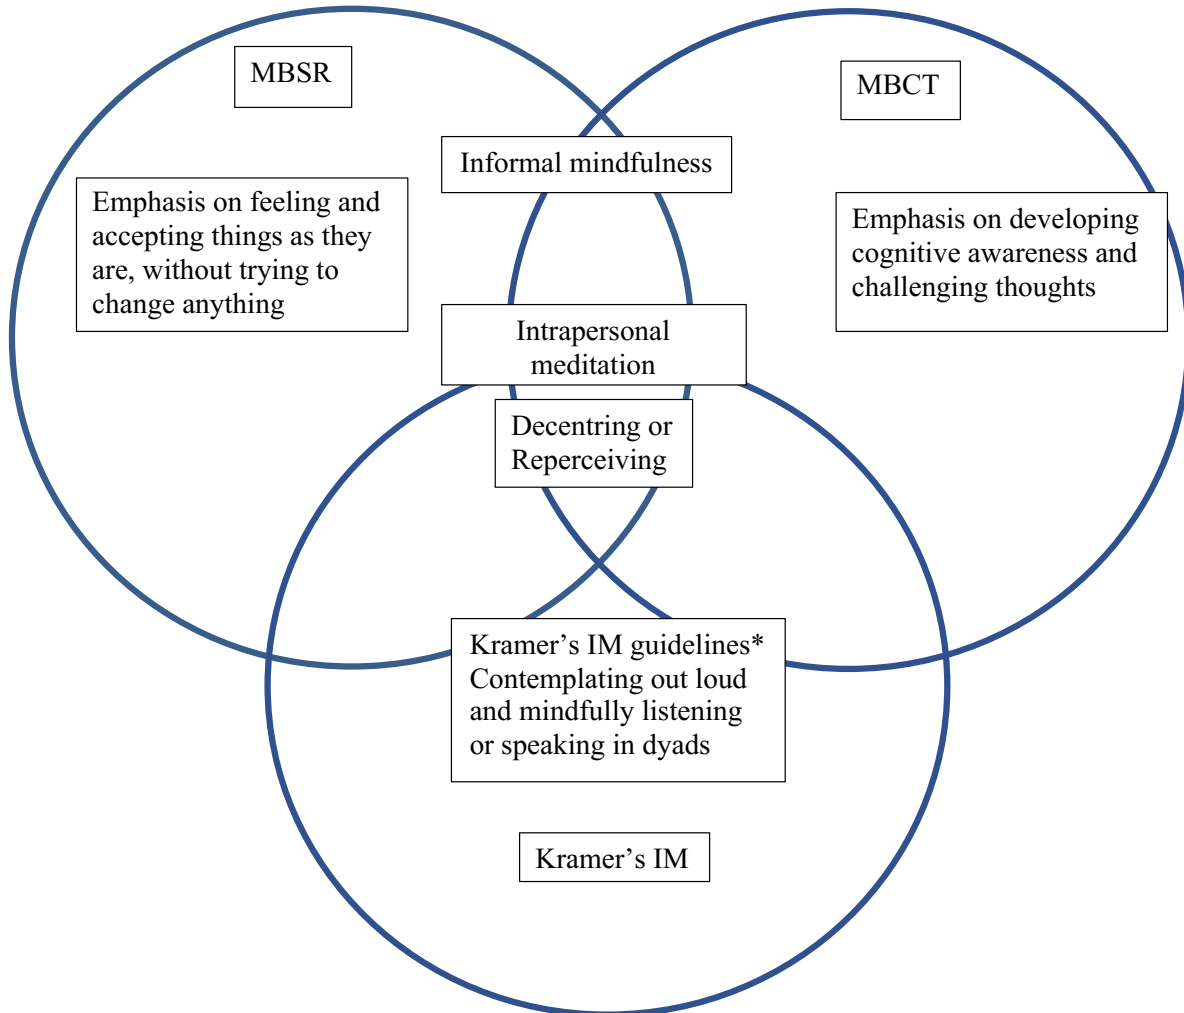 MBSR
MBCT
Informal mindfulness
Emphasis on feeling and
accepting things as they
are, without trying to
change anything
Emphasis on developing
cognitive awareness and
challenging thoughts
Intrapersonal
meditation
Decentring or
Reperceiving
Kramer’s IM guidelines*
Contemplating out loud
and mindfully listening
or speaking in dyads
Kramer’s IM